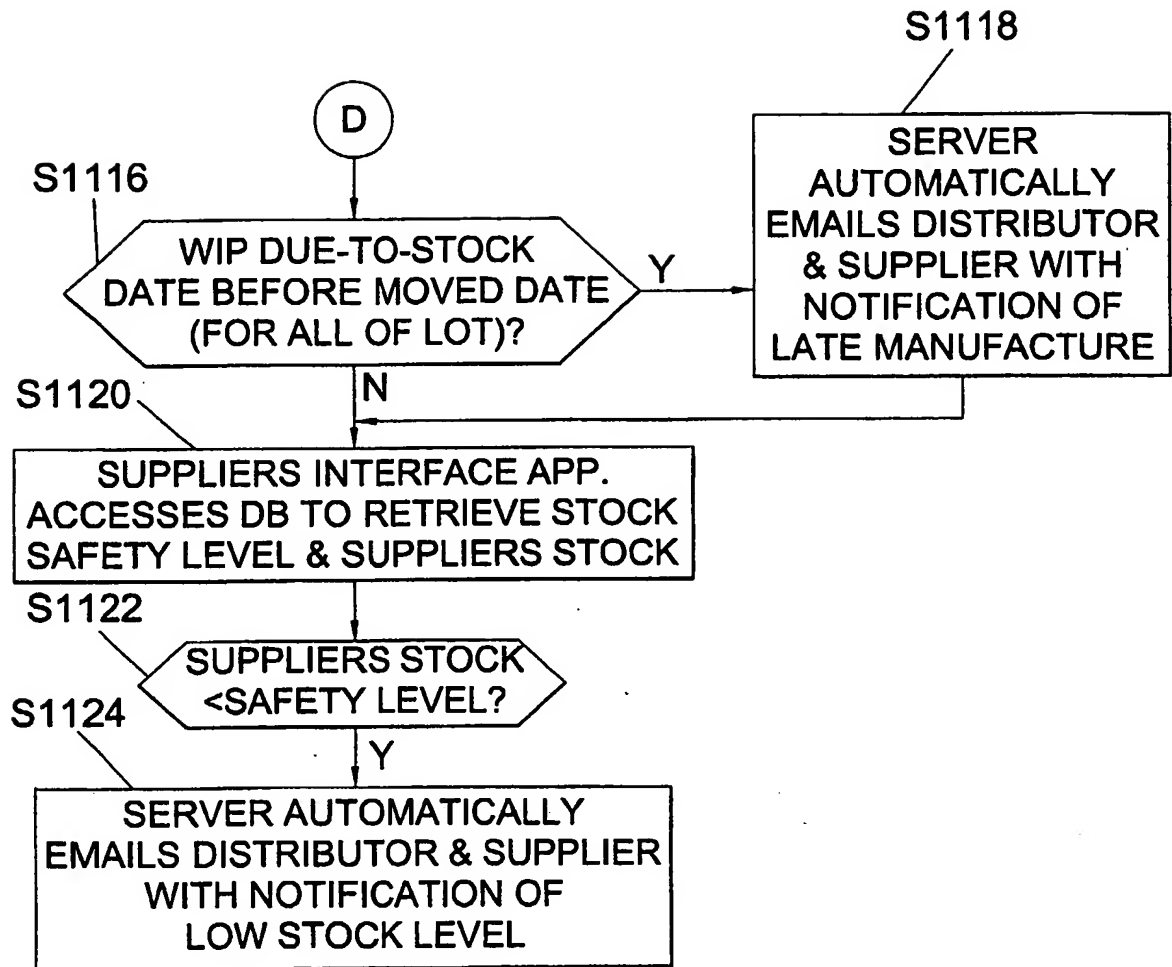 S1118
D
S1116
WIP DUE-TO-STOCK
DATE BEFORE MOVED DATE
(FOR ALL OF LOT)?
Y
SERVER
AUTOMATICALLY
EMAILS DISTRIBUTOR
& SUPPLIER WITH
NOTIFICATION OF
LATE MANUFACTURE
N
S1120
SUPPLIERS INTERFACE APP.
ACCESSES DB TO RETRIEVE STOCK
SAFETY LEVEL & SUPPLIERS STOCK
S1122
SUPPLIERS STOCK
<SAFETY LEVEL?
S1124
Y
SERVER AUTOMATICALLY
EMAILS DISTRIBUTOR & SUPPLIER
WITH NOTIFICATION OF
LOW STOCK LEVEL